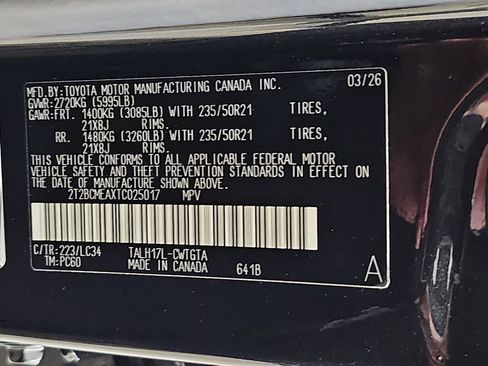 MFD.BY:TOYOTA MOTOR MANUFACTURING CANADA INC. 03/26
GVWR:2720KG (5995LB)
GAWR:FRT. 1400KG (3085LB) WITH 235/50R21 TIRES,
21X8J RIMS.
RR. 1480KG (3260LB) WITH 235/50R21 TIRES,
21X8J RIMS.
THIS VEHICLE CONFORMS TO ALL APPLICABLE FEDERAL MOTOR
VEHICLE SAFETY AND THEFT PREVENTION STANDARDS IN EFFECT
ON THE DATE OF MANUFACTURE SHOWN ABOVE.
2T2BCMEAXTC025017 MPV
C/TR:223/LC34 TALH17L-CWTGTA
TM:PC60 MADE IN CANADA 641B A